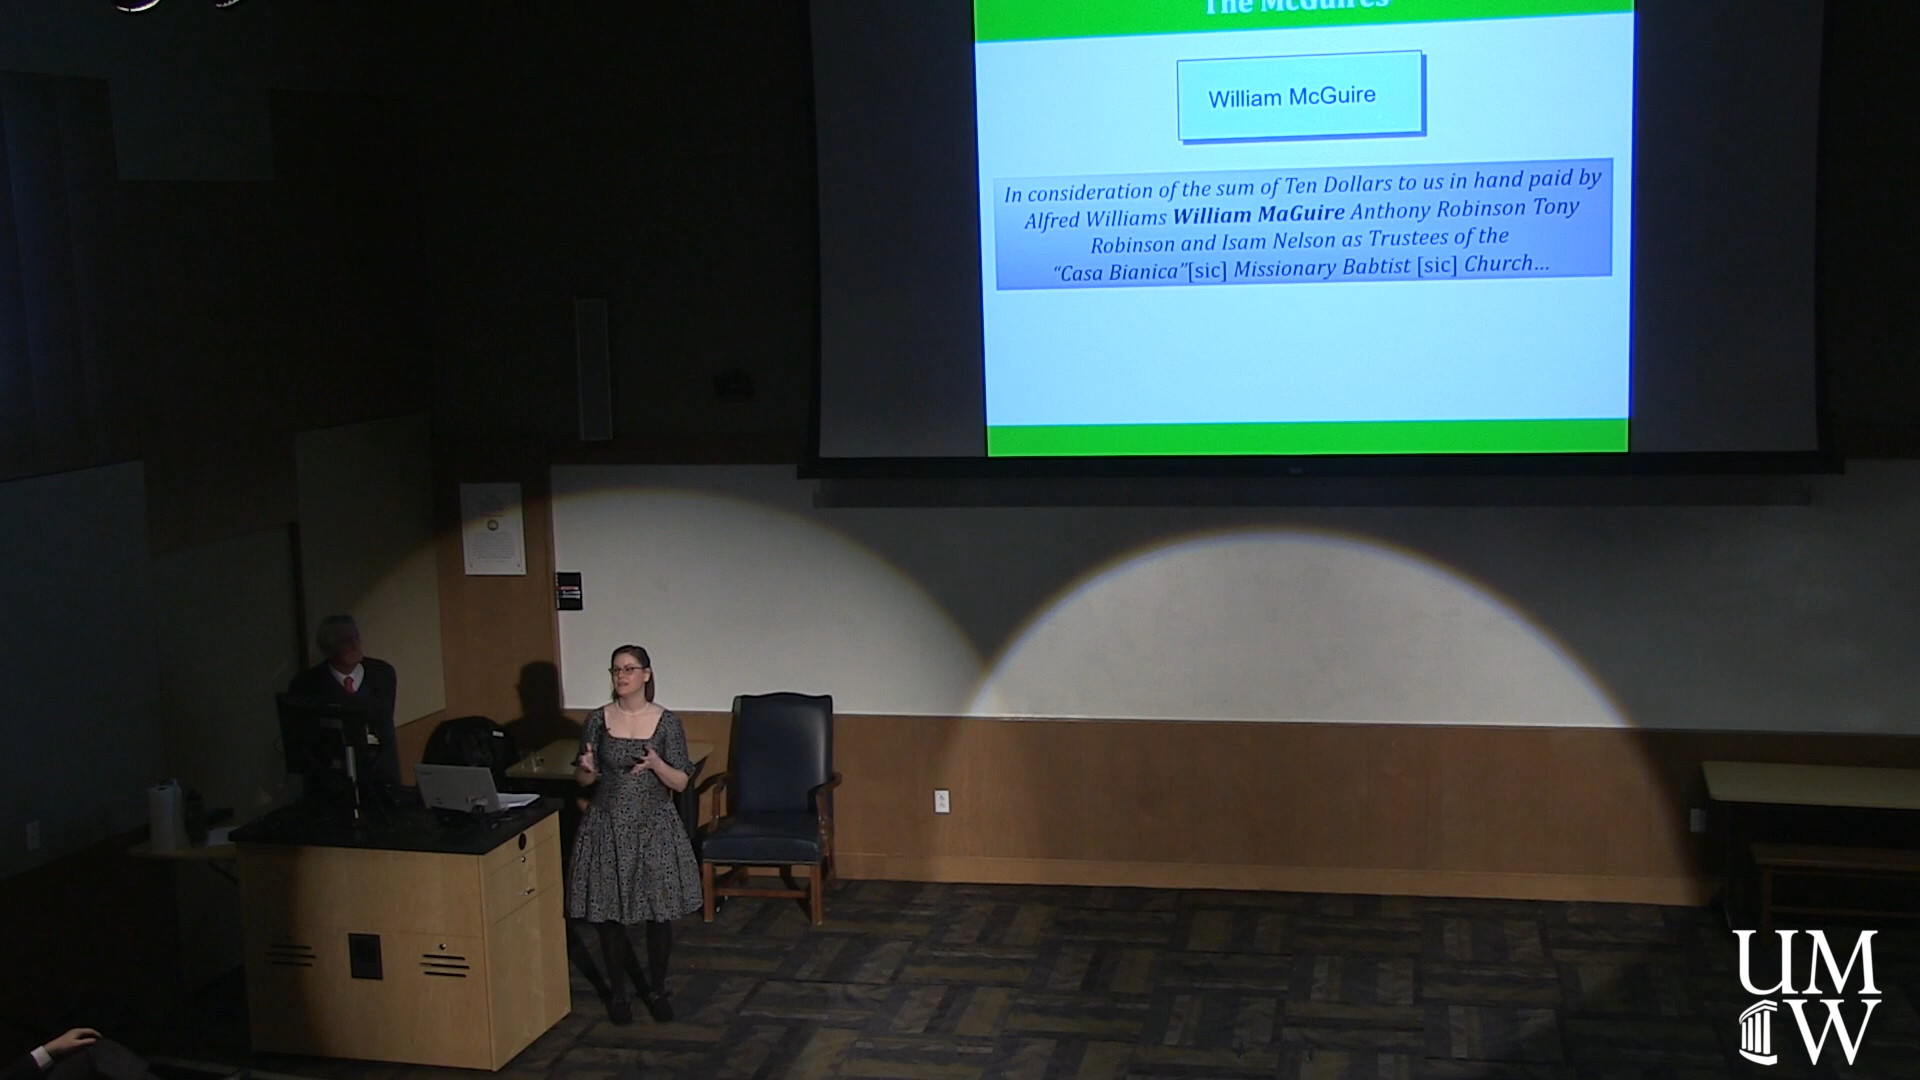 The McGuires
William McGuire
In consideration of the sum of Ten Dollars to us in hand paid by
Alfred Williams William MaGuire Anthony Robinson Tony
Robinson and Isam Nelson as Trustees of the
“Casa Bianica”[sic] Missionary Babtist [sic] Church...
UM
W